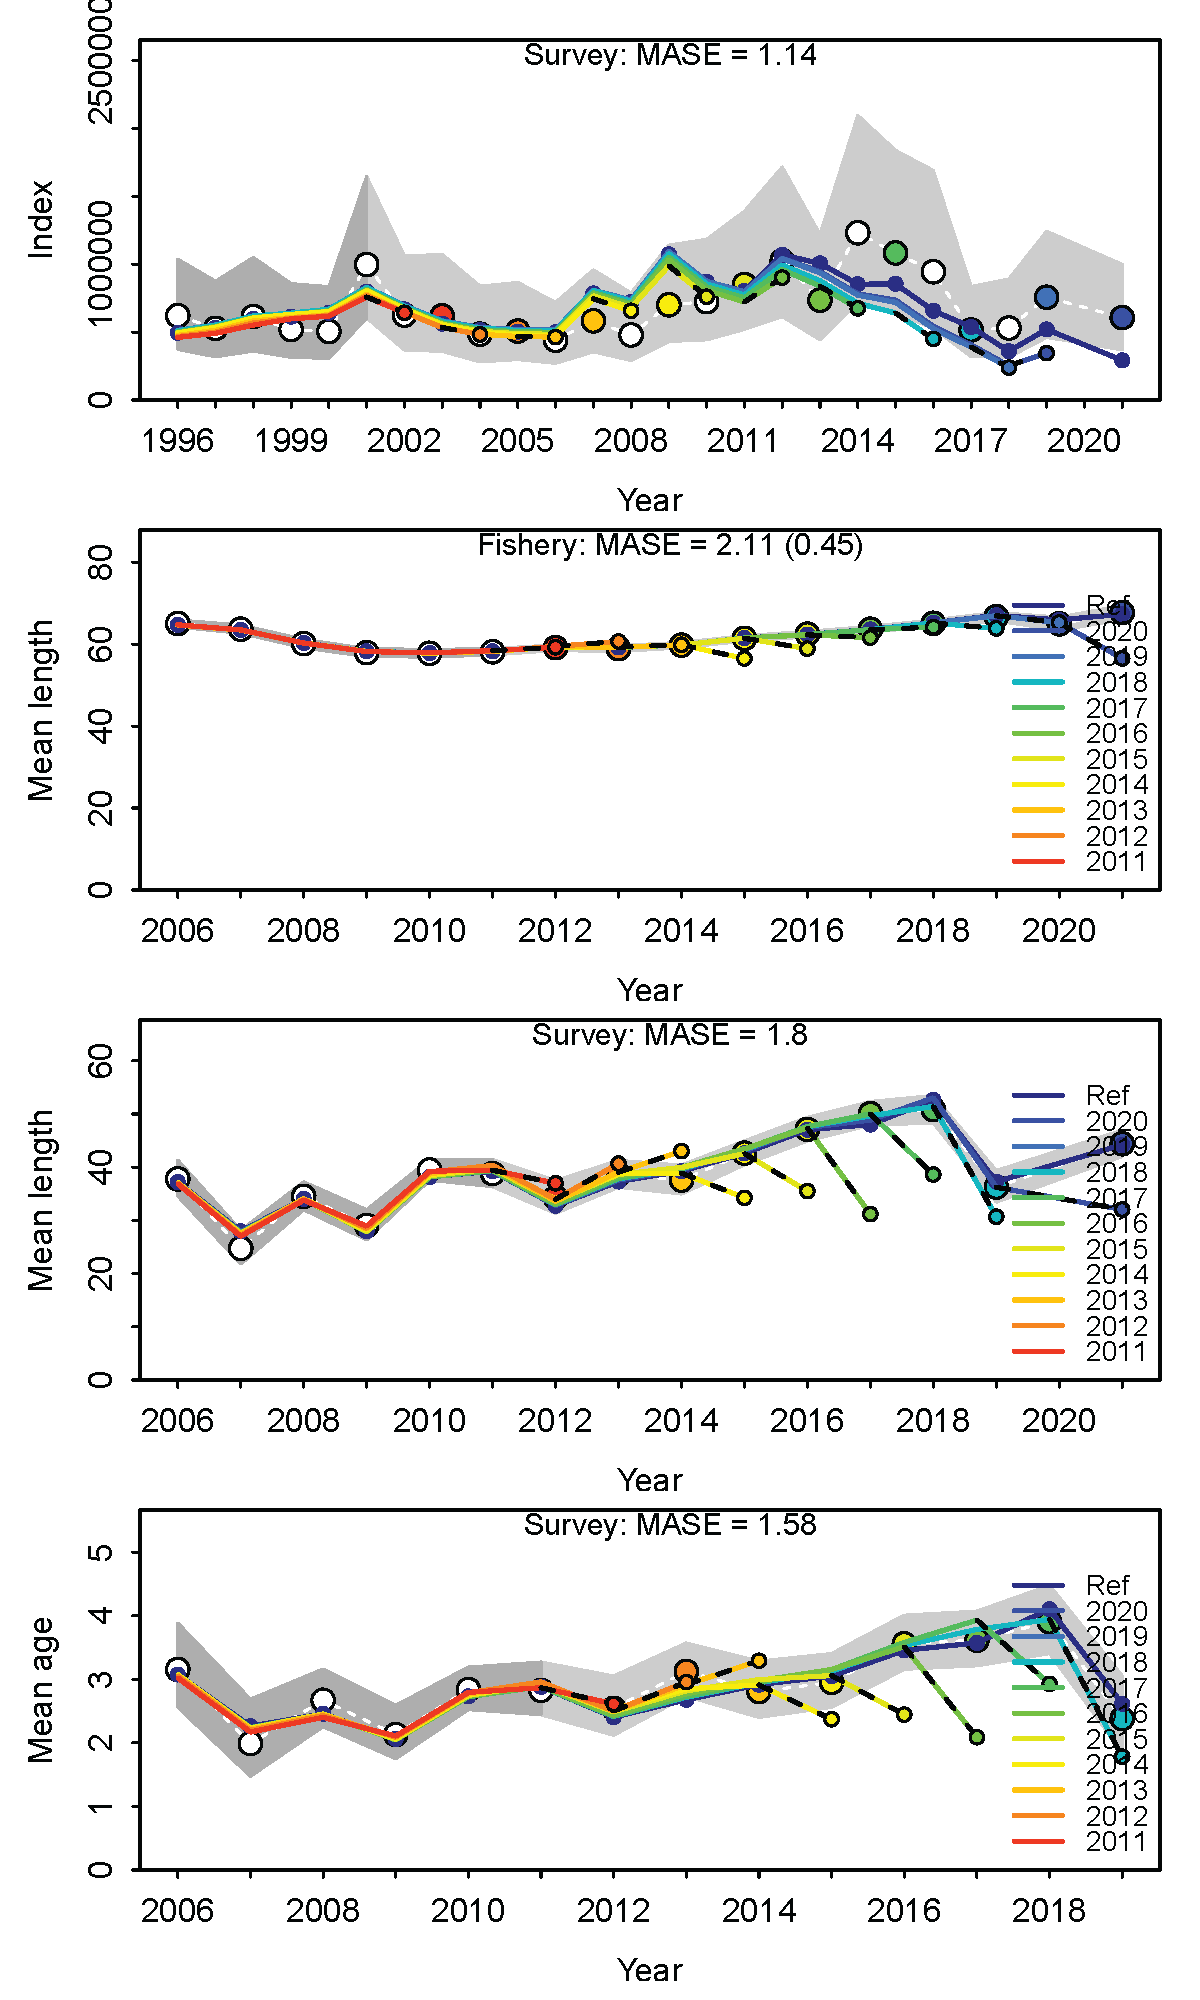 Survey: MASE = 1.14
Index
2500000
1000000
0
1996 1999 2002 2005 2008 2011 2014 2017 2020
Year
Fishery: MASE = 2.11 (0.45)
Mean length
80
60
40
20
0
Ref
2020
2019
2018
2017
2016
2015
2014
2013
2012
2011
2006 2008 2010 2012 2014 2016 2018 2020
Year
Survey: MASE = 1.8
Mean length
60
40
20
0
Ref
2020
2019
2018
2017
2016
2015
2014
2013
2012
2011
2006 2008 2010 2012 2014 2016 2018 2020
Year
Survey: MASE = 1.58
Mean age
5
4
3
2
1
0
Ref
2020
2019
2018
2017
2016
2015
2014
2013
2012
2011
2006 2008 2010 2012 2014 2016 2018
Year